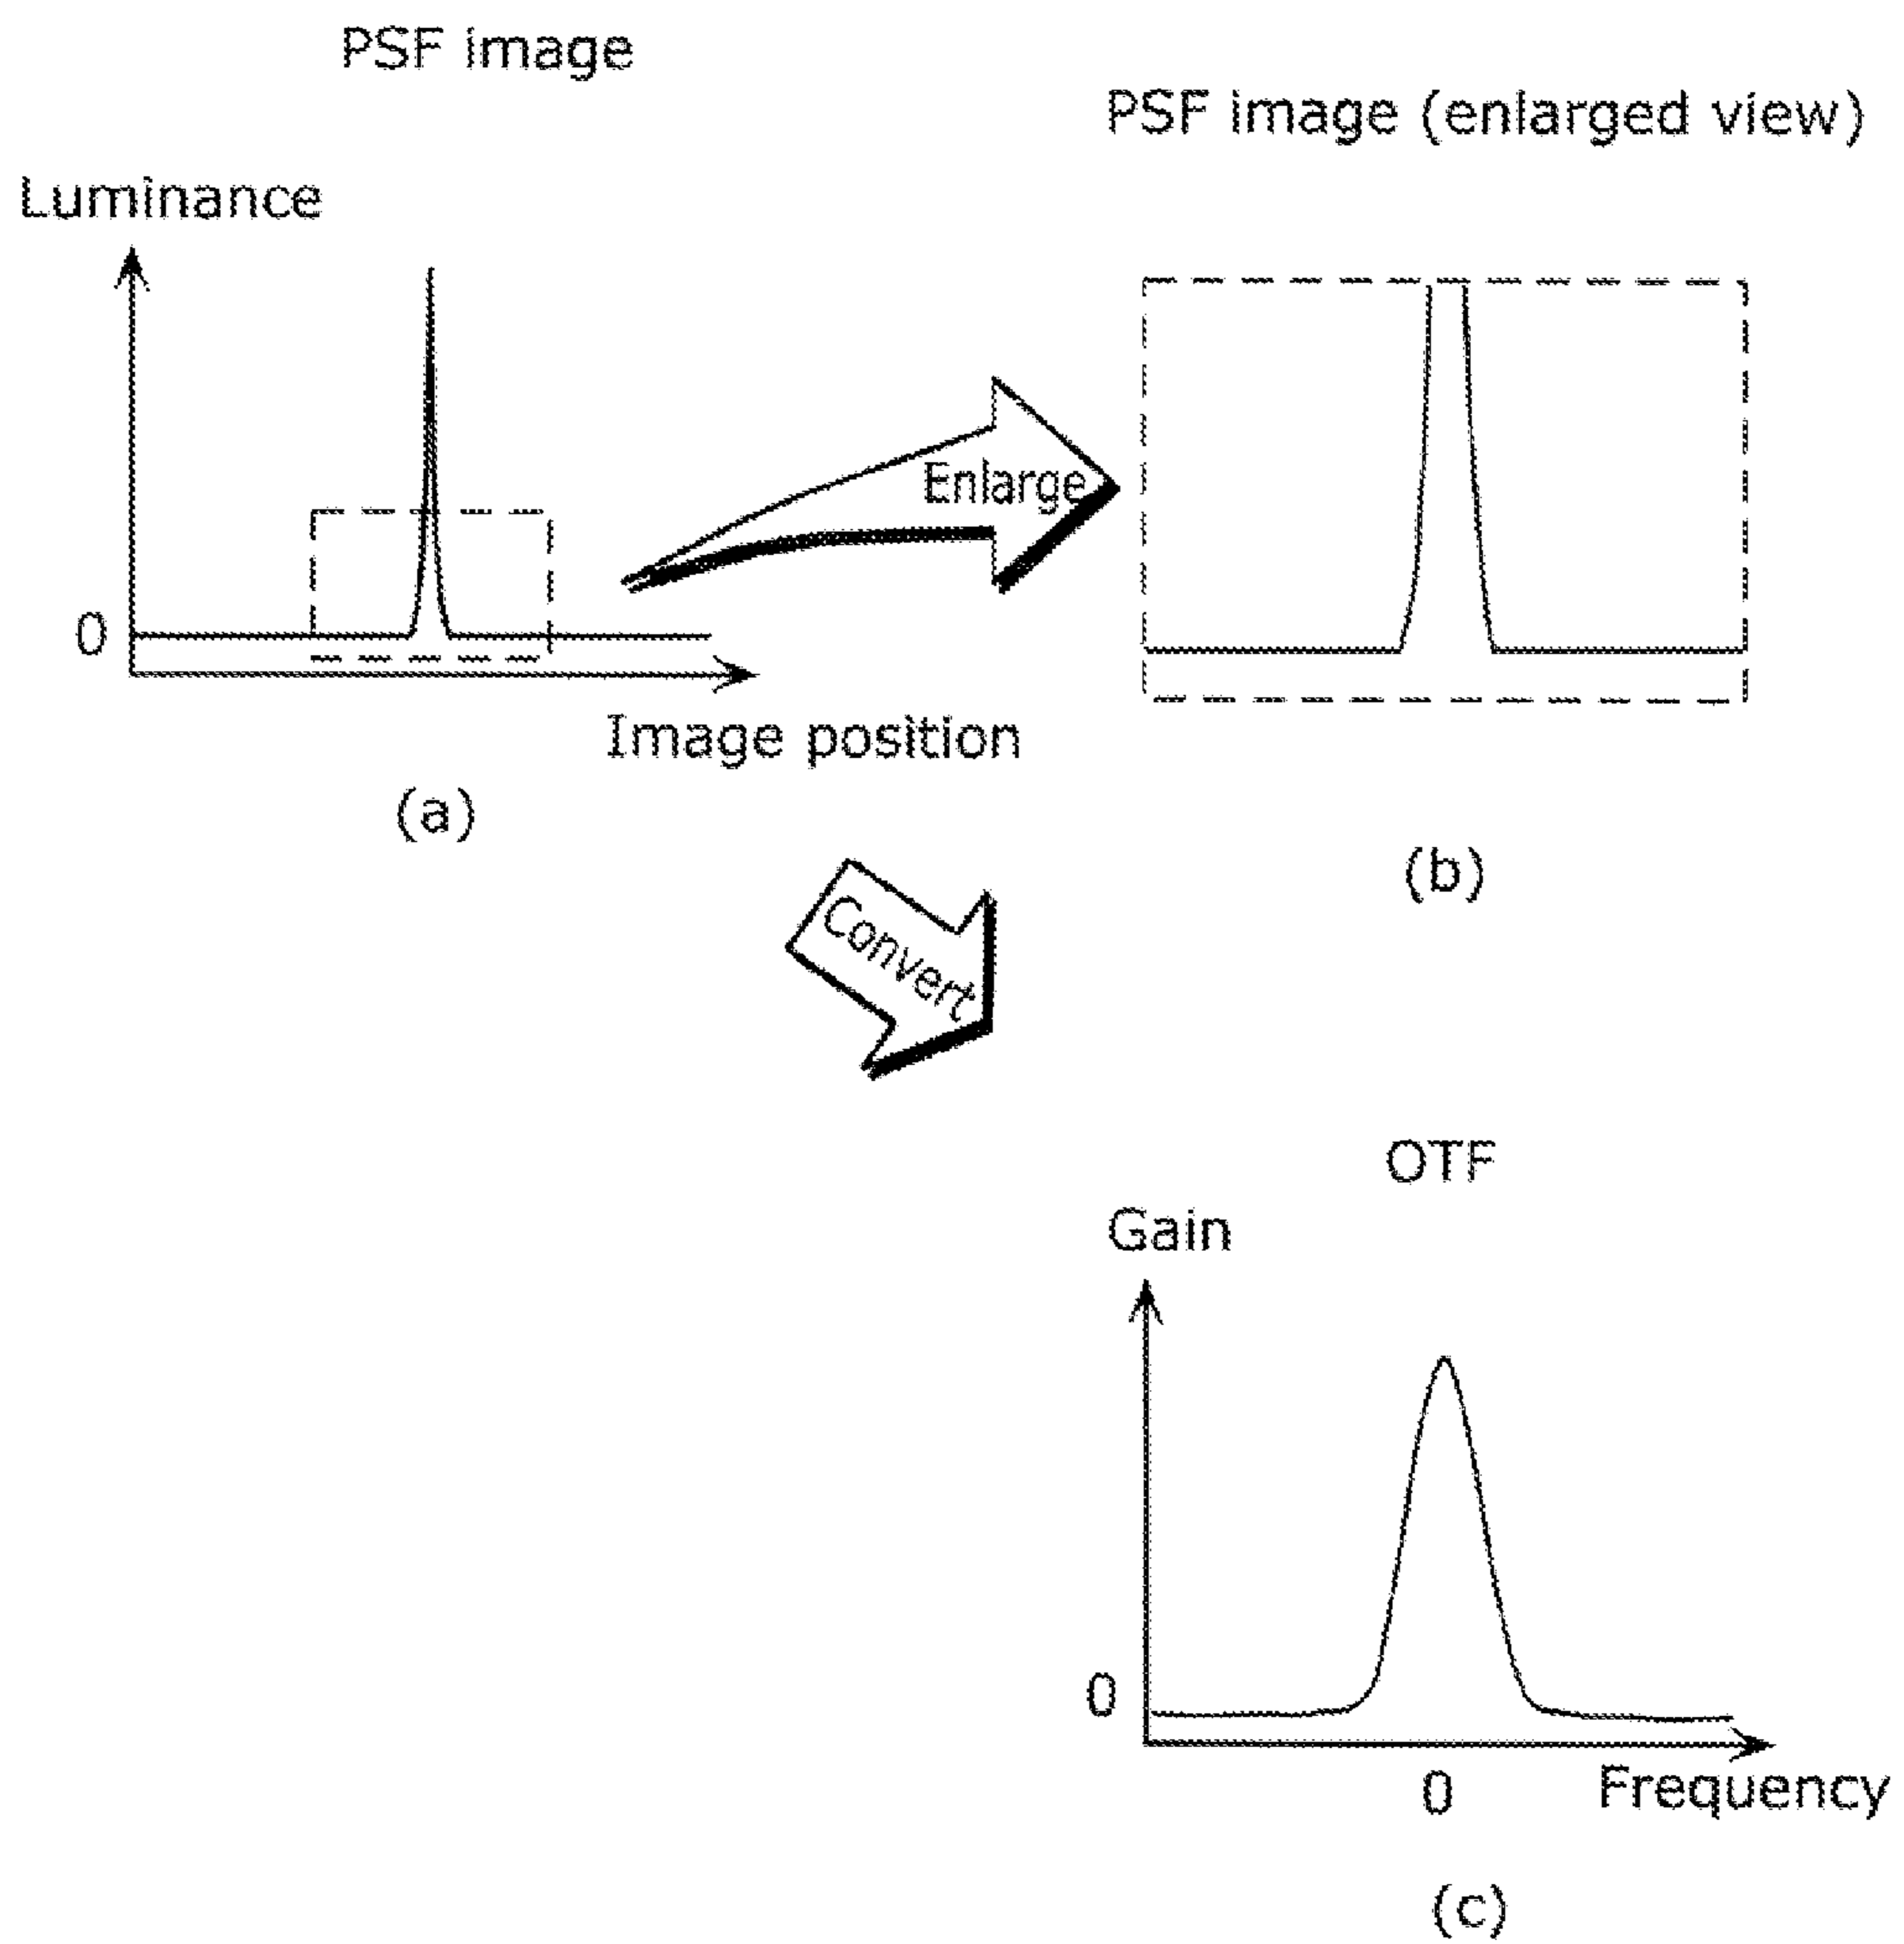 PSF image
PSF image (enlarged view)
Luminance
Enlarge
0
Image position
(a)
(b)
Convert
OTF
Gain
0
0
Frequency
(c)